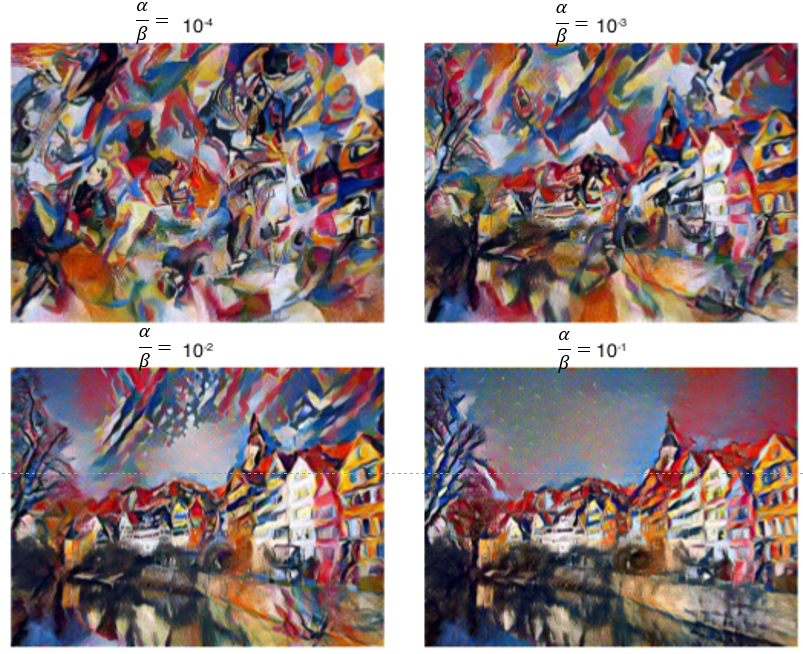 α/β = 10-4
α/β = 10-3
α/β = 10-2
α/β = 10-1